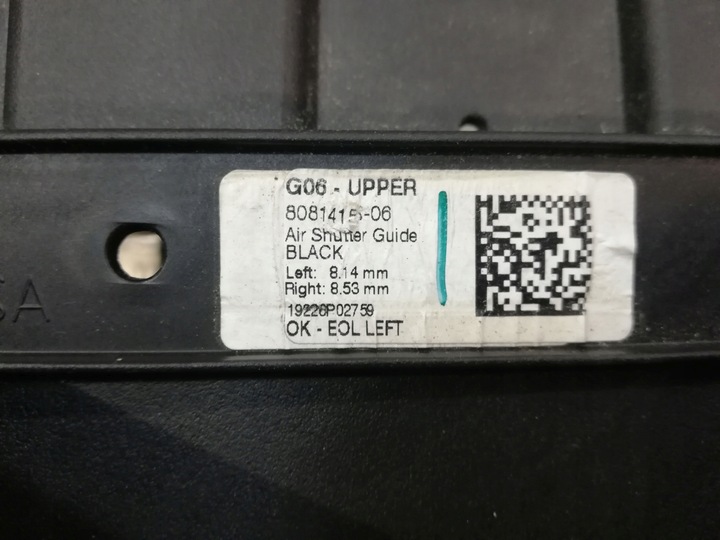 G06 - UPPER
8081415-06
Air Shutter Guide
BLACK
Left: 8.14 mm
Right: 8.53 mm
19226P02759
OK - EOL LEFT
SA